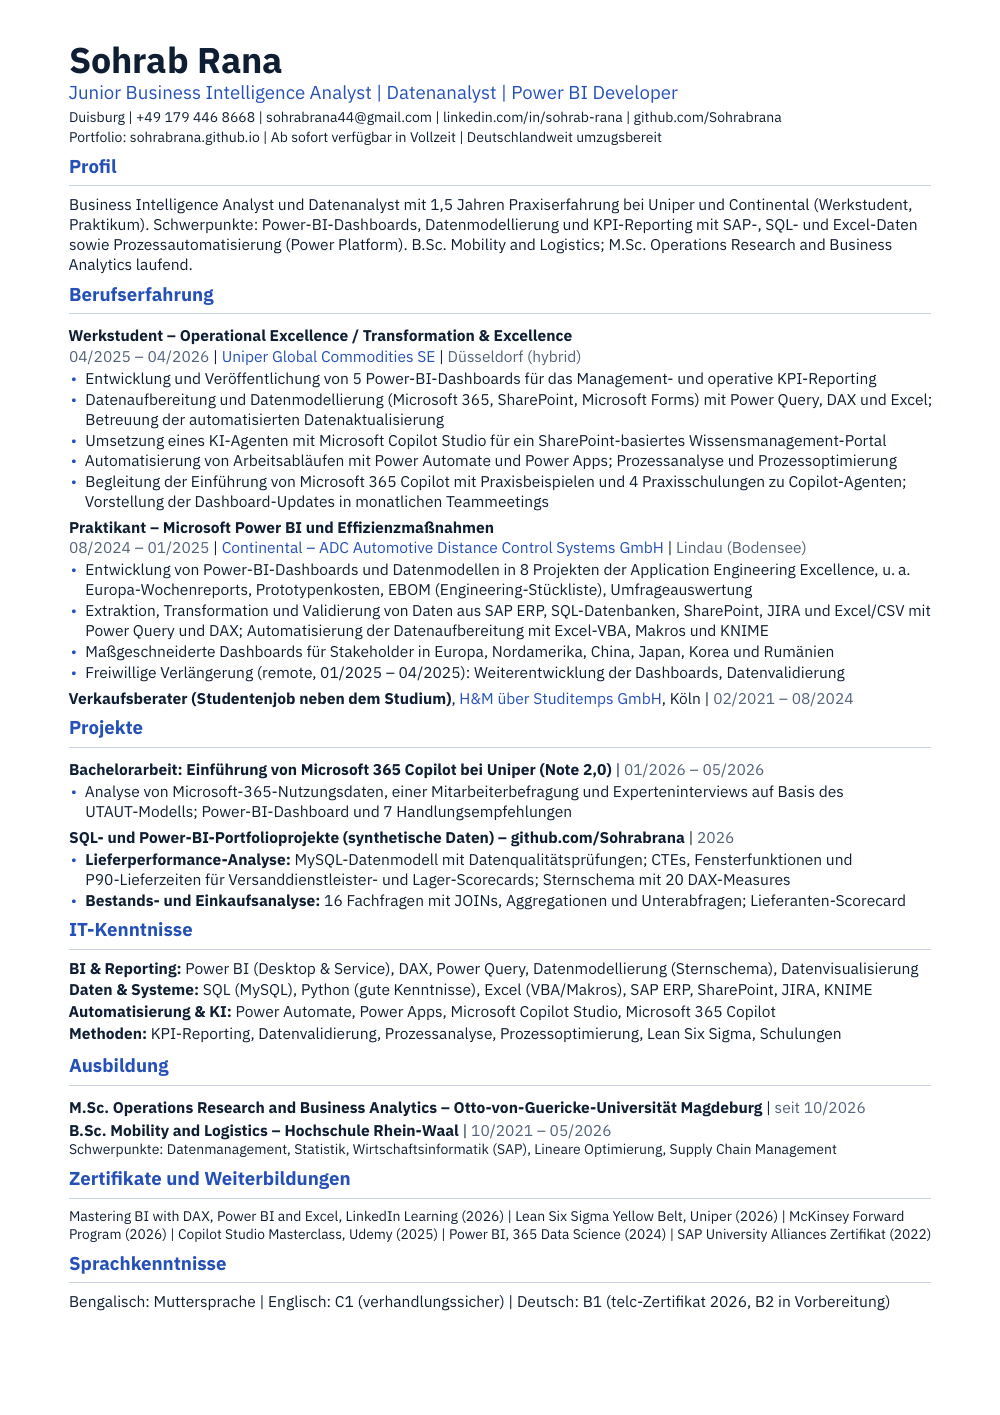 Sohrab Rana
Junior Business Intelligence Analyst | Datenanalyst | Power BI Developer
Duisburg | +49 179 446 8668 | sohrabrana44@gmail.com | linkedin.com/in/sohrab-rana | github.com/Sohrabrana
Portfolio: sohrabrana.github.io | Ab sofort verfügbar in Vollzeit | Deutschlandweit umzugsbereit
Profil
Business Intelligence Analyst und Datenanalyst mit 1,5 Jahren Praxiserfahrung bei Uniper und Continental (Werkstudent,
Praktikum). Schwerpunkte: Power-BI-Dashboards, Datenmodellierung und KPI-Reporting mit SAP-, SQL- und Excel-Daten
sowie Prozessautomatisierung (Power Platform). B.Sc. Mobility and Logistics; M.Sc. Operations Research and Business
Analytics laufend.
Berufserfahrung
Werkstudent – Operational Excellence / Transformation & Excellence
04/2025 – 04/2026 | Uniper Global Commodities SE | Düsseldorf (hybrid)
• Entwicklung und Veröffentlichung von 5 Power-BI-Dashboards für das Management- und operative KPI-Reporting
• Datenaufbereitung und Datenmodellierung (Microsoft 365, SharePoint, Microsoft Forms) mit Power Query, DAX und Excel;
Betreuung der automatisierten Datenaktualisierung
• Umsetzung eines KI-Agenten mit Microsoft Copilot Studio für ein SharePoint-basiertes Wissensmanagement-Portal
• Automatisierung von Arbeitsabläufen mit Power Automate und Power Apps; Prozessanalyse und Prozessoptimierung
• Begleitung der Einführung von Microsoft 365 Copilot mit Praxisbeispielen und 4 Praxisschulungen zu Copilot-Agenten;
Vorstellung der Dashboard-Updates in monatlichen Teammeetings
Praktikant – Microsoft Power BI und Effizienzmaßnahmen
08/2024 – 01/2025 | Continental – ADC Automotive Distance Control Systems GmbH | Lindau (Bodensee)
• Entwicklung von Power-BI-Dashboards und Datenmodellen in 8 Projekten der Application Engineering Excellence, u. a.
Europa-Wochenreports, Prototypenkosten, EBOM (Engineering-Stückliste), Umfrageauswertung
• Extraktion, Transformation und Validierung von Daten aus SAP ERP, SQL-Datenbanken, SharePoint, JIRA und Excel/CSV mit
Power Query und DAX; Automatisierung der Datenaufbereitung mit Excel-VBA, Makros und KNIME
• Maßgeschneiderte Dashboards für Stakeholder in Europa, Nordamerika, China, Japan, Korea und Rumänien
• Freiwillige Verlängerung (remote, 01/2025 – 04/2025): Weiterentwicklung der Dashboards, Datenvalidierung
Verkaufsberater (Studentenjob neben dem Studium), H&M über Studitemps GmbH, Köln | 02/2021 – 08/2024
Projekte
Bachelorarbeit: Einführung von Microsoft 365 Copilot bei Uniper (Note 2,0) | 01/2026 – 05/2026
• Analyse von Microsoft-365-Nutzungsdaten, einer Mitarbeiterbefragung und Experteninterviews auf Basis des
UTAUT-Modells; Power-BI-Dashboard und 7 Handlungsempfehlungen
SQL- und Power-BI-Portfolioprojekte (synthetische Daten) – github.com/Sohrabrana | 2026
• Lieferperformance-Analyse: MySQL-Datenmodell mit Datenqualitätsprüfungen; CTEs, Fensterfunktionen und
P90-Lieferzeiten für Versanddienstleister- und Lager-Scorecards; Sternschema mit 20 DAX-Measures
• Bestands- und Einkaufsanalyse: 16 Fachfragen mit JOINs, Aggregationen und Unterabfragen; Lieferanten-Scorecard
IT-Kenntnisse
BI & Reporting: Power BI (Desktop & Service), DAX, Power Query, Datenmodellierung (Sternschema), Datenvisualisierung
Daten & Systeme: SQL (MySQL), Python (gute Kenntnisse), Excel (VBA/Makros), SAP ERP, SharePoint, JIRA, KNIME
Automatisierung & KI: Power Automate, Power Apps, Microsoft Copilot Studio, Microsoft 365 Copilot
Methoden: KPI-Reporting, Datenvalidierung, Prozessanalyse, Prozessoptimierung, Lean Six Sigma, Schulungen
Ausbildung
M.Sc. Operations Research and Business Analytics – Otto-von-Guericke-Universität Magdeburg | seit 10/2026
B.Sc. Mobility and Logistics – Hochschule Rhein-Waal | 10/2021 – 05/2026
Schwerpunkte: Datenmanagement, Statistik, Wirtschaftsinformatik (SAP), Lineare Optimierung, Supply Chain Management
Zertifikate und Weiterbildungen
Mastering BI with DAX, Power BI and Excel, LinkedIn Learning (2026) | Lean Six Sigma Yellow Belt, Uniper (2026) | McKinsey Forward
Program (2026) | Copilot Studio Masterclass, Udemy (2025) | Power BI, 365 Data Science (2024) | SAP University Alliances Zertifikat (2022)
Sprachkenntnisse
Bengalisch: Muttersprache | Englisch: C1 (verhandlungssicher) | Deutsch: B1 (telc-Zertifikat 2026, B2 in Vorbereitung)